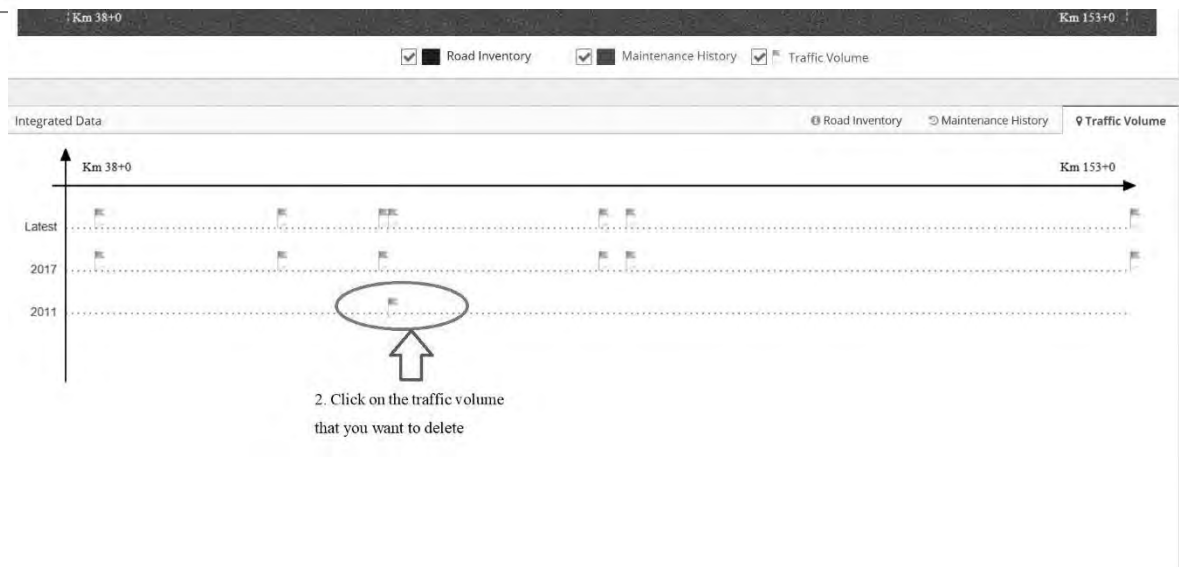 Km 38+0 Km 153+0
Road Inventory Maintenance History Traffic Volume
Integrated Data Road Inventory Maintenance History Traffic Volume
Km 38+0 Km 153+0
Latest
2017
2011
2. Click on the traffic volume
that you want to delete